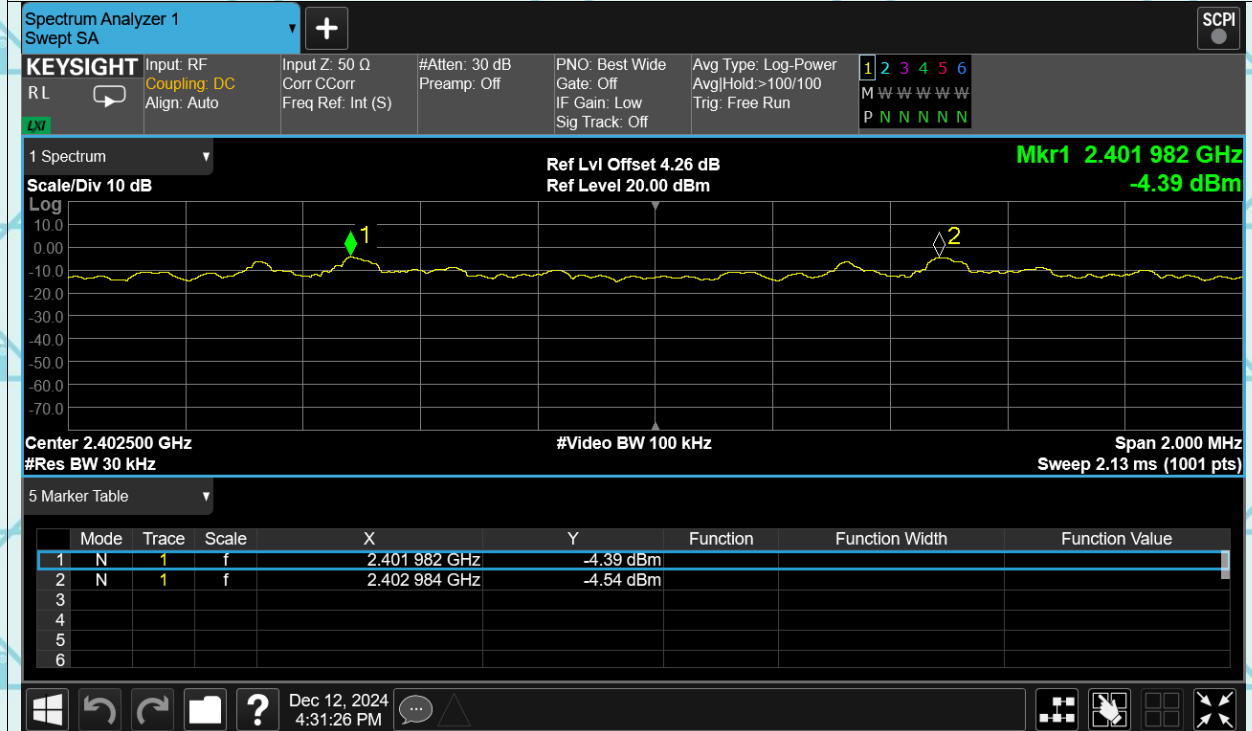 Spectrum Analyzer 1
Swept SA
+
SCPI
KEYSIGHT
R L
LXI
Input: RF
Coupling: DC
Align: Auto
Input Z: 50 Ω
Corr CCorr
Freq Ref: Int (S)
#Atten: 30 dB
Preamp: Off
PNO: Best Wide
Gate: Off
IF Gain: Low
Sig Track: Off
Avg Type: Log-Power
Avg|Hold:>100/100
Trig: Free Run
1 2 3 4 5 6
M W W W W W
P N N N N N
1 Spectrum
Scale/Div 10 dB
Ref Lvl Offset 4.26 dB
Ref Level 20.00 dBm
Mkr1 2.401 982 GHz
-4.39 dBm
Log
10.0
0.00
-10.0
-20.0
-30.0
-40.0
-50.0
-60.0
-70.0
1
2
Center 2.402500 GHz
#Res BW 30 kHz
#Video BW 100 kHz
Span 2.000 MHz
Sweep 2.13 ms (1001 pts)
5 Marker Table
Mode Trace Scale X Y Function Function Width Function Value
1 N 1 f 2.401 982 GHz -4.39 dBm
2 N 1 f 2.402 984 GHz -4.54 dBm
3
4
5
6
?
Dec 12, 2024
4:31:26 PM